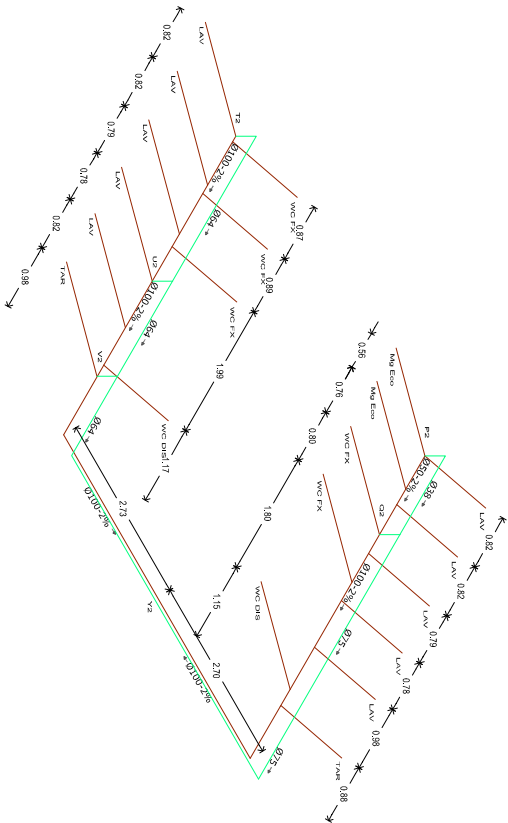 0.82
0.82
0.79
0.78
0.82
0.98
LAV
LAV
LAV
LAV
LAV
TAR
T2
Ø100-2%
Ø64
U2
Ø100-2%
Ø64
V2
Ø64
WC FX
WC FX
WC FX
WC DIS
0.87
0.89
1.99
1.17
Ø100-2%
2.73
Y2
2.70
Ø100-2%
0.56
0.76
0.80
1.80
1.15
Mg Eco
Mg Eco
WC FX
WC FX
WC DIS
P2
Ø50-2%
Ø38
Q2
Ø100-2%
Ø75
Ø75
LAV
LAV
LAV
LAV
LAV
TAR
0.82
0.82
0.79
0.78
0.98
0.88